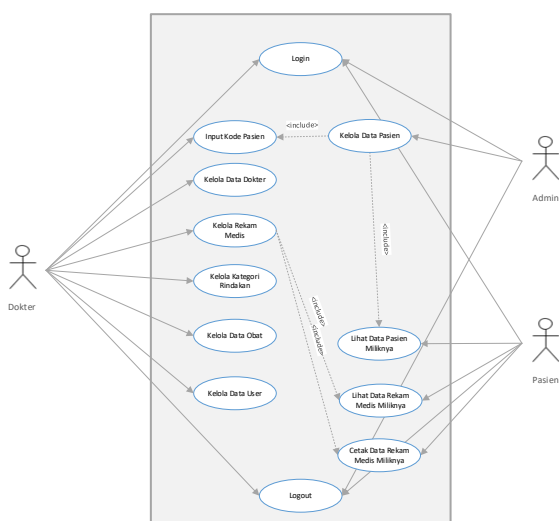 Login
<include>
Input Kode Pasien
Kelola Data Pasien
Kelola Data Dokter
Admin
Kelola Rekam
Medis
<include>
Kelola Kategori
Rindakan
Dokter
<include>
<include>
Kelola Data Obat
Lihat Data Pasien
Miliknya
Pasien
Kelola Data User
Lihat Data Rekam
Medis Miliknya
Cetak Data Rekam
Medis Miliknya
Logout